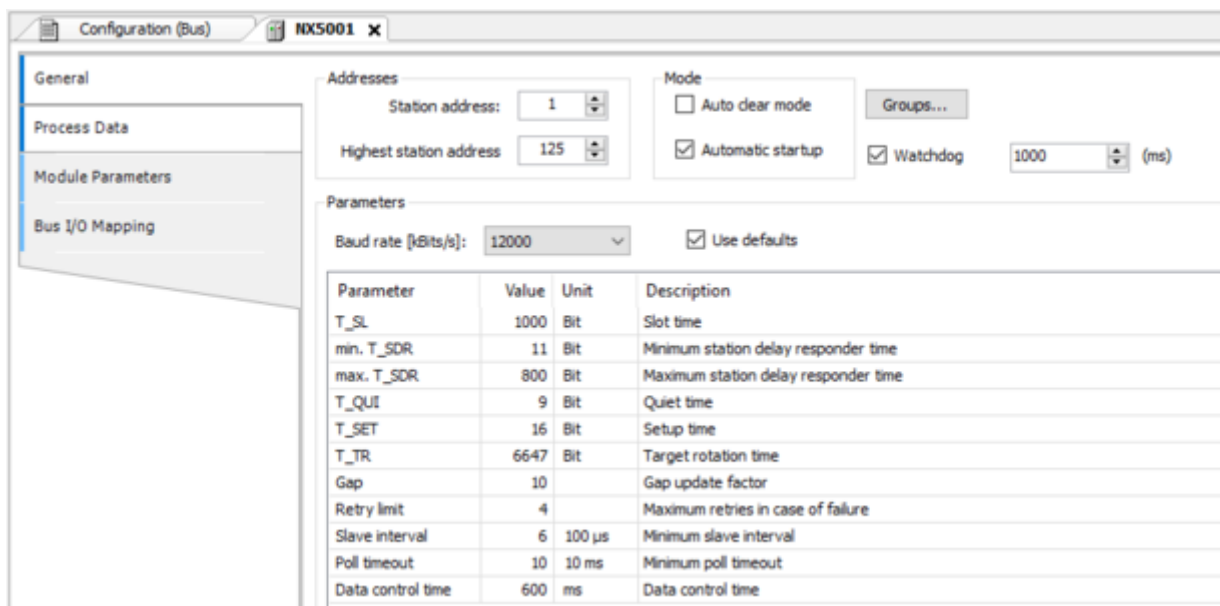 Configuration (Bus) NX5001
General
Process Data
Module Parameters
Bus I/O Mapping
Addresses
Station address: 1
Highest station address 125
Mode
Auto clear mode
Automatic startup
Groups...
Watchdog 1000 (ms)
Parameters
Baud rate [kBits/s]: 12000 Use defaults
Parameter Value Unit Description
T_SL 1000 Bit Slot time
min. T_SDR 11 Bit Minimum station delay responder time
max. T_SDR 800 Bit Maximum station delay responder time
T_QUI 9 Bit Quiet time
T_SET 16 Bit Setup time
T_TR 6647 Bit Target rotation time
Gap 10 Gap update factor
Retry limit 4 Maximum retries in case of failure
Slave interval 6 100 µs Minimum slave interval
Poll timeout 10 10 ms Minimum poll timeout
Data control time 600 ms Data control time